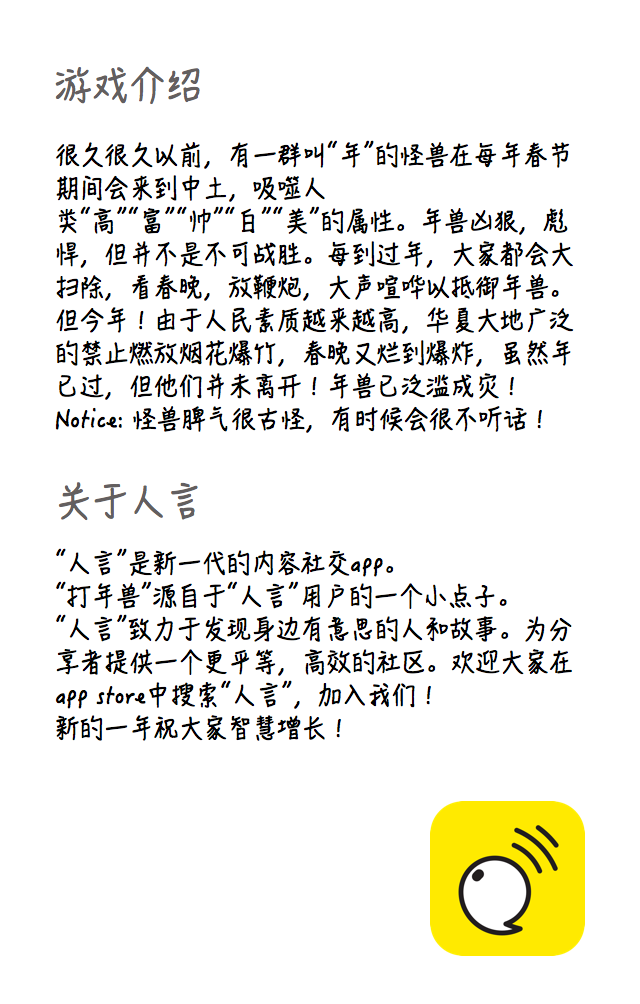 游戏介绍
很久很久以前，有一群叫“年”的怪兽在每年春节
期间会来到中土，吸噬人
类“高”“富”“帅”“白”“美”的属性。年兽凶狠，彪
悍，但并不是不可战胜。每到过年，大家都会大
扫除，看春晚，放鞭炮，大声喧哗以抵御年兽。
但今年！由于人民素质越来越高，华夏大地广泛
的禁止燃放烟花爆竹，春晚又烂到爆炸，虽然年
已过，但他们并未离开！年兽已泛滥成灾！
Notice: 怪兽脾气很古怪，有时候会很不听话！
关于人言
“人言”是新一代的内容社交app。
“打年兽”源自于“人言”用户的一个小点子。
“人言”致力于发现身边有意思的人和故事。为分
享者提供一个更平等，高效的社区。欢迎大家在
app store中搜索“人言”，加入我们！
新的一年祝大家智慧增长！